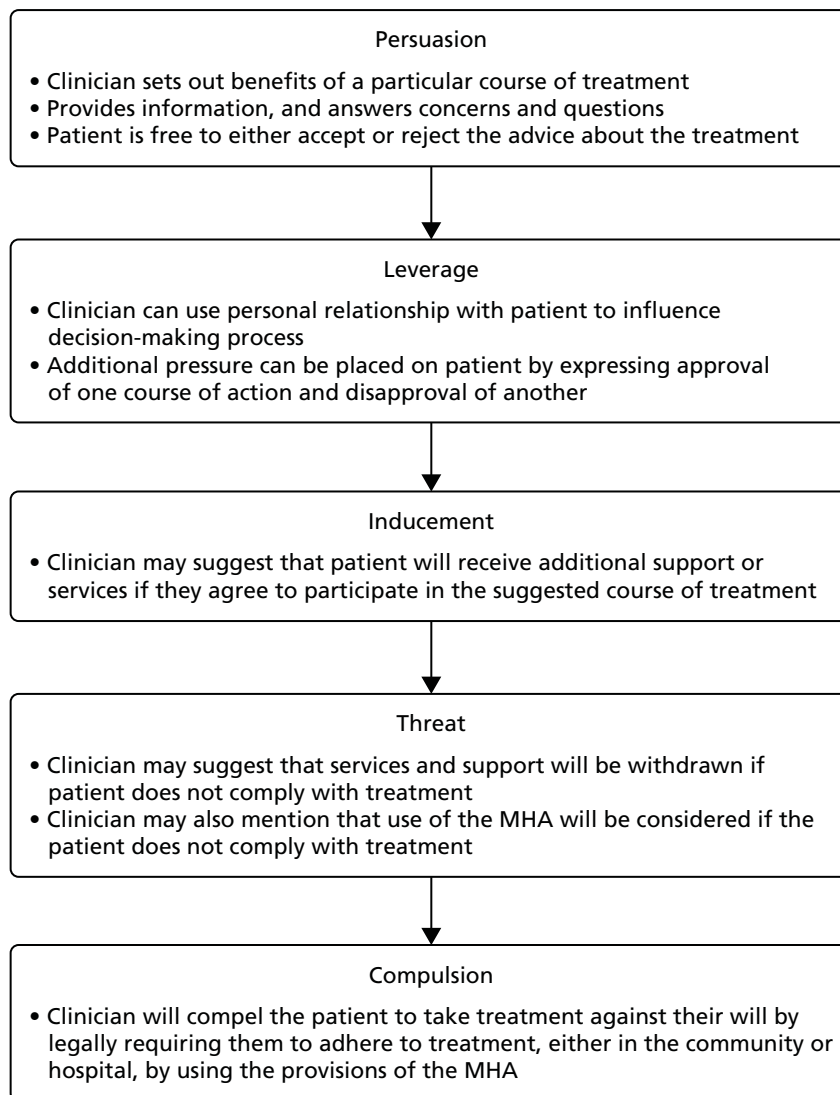 Persuasion
• Clinician sets out benefits of a particular course of treatment
• Provides information, and answers concerns and questions
• Patient is free to either accept or reject the advice about the treatment
Leverage
• Clinician can use personal relationship with patient to influence
decision-making process
• Additional pressure can be placed on patient by expressing approval
of one course of action and disapproval of another
Inducement
• Clinician may suggest that patient will receive additional support or
services if they agree to participate in the suggested course of treatment
Threat
• Clinician may suggest that services and support will be withdrawn if
patient does not comply with treatment
• Clinician may also mention that use of the MHA will be considered if the
patient does not comply with treatment
Compulsion
• Clinician will compel the patient to take treatment against their will by
legally requiring them to adhere to treatment, either in the community or
hospital, by using the provisions of the MHA